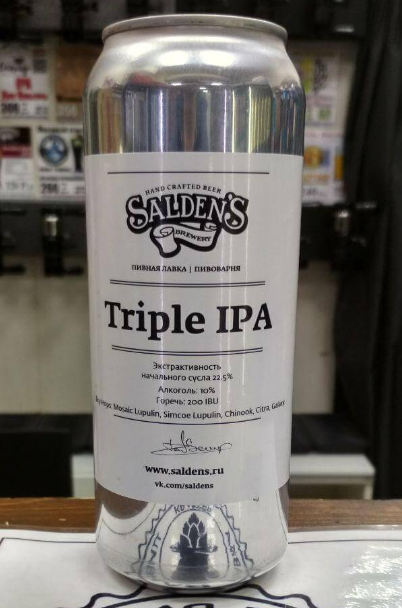 HAND CRAFTED BEER
SALDEN'S
BREWERY
ПИВНАЯ ЛАВКА | ПИВОВАРНЯ
Triple IPA
Экстрактивность
начального сусла 22.5%
Алкоголь: 10%
Горечь: 200 IBU
Hops: Mosaic Lupulin, Simcoe Lupulin, Chinook, Citra, Galaxy
www.saldens.ru
vk.com/saldens